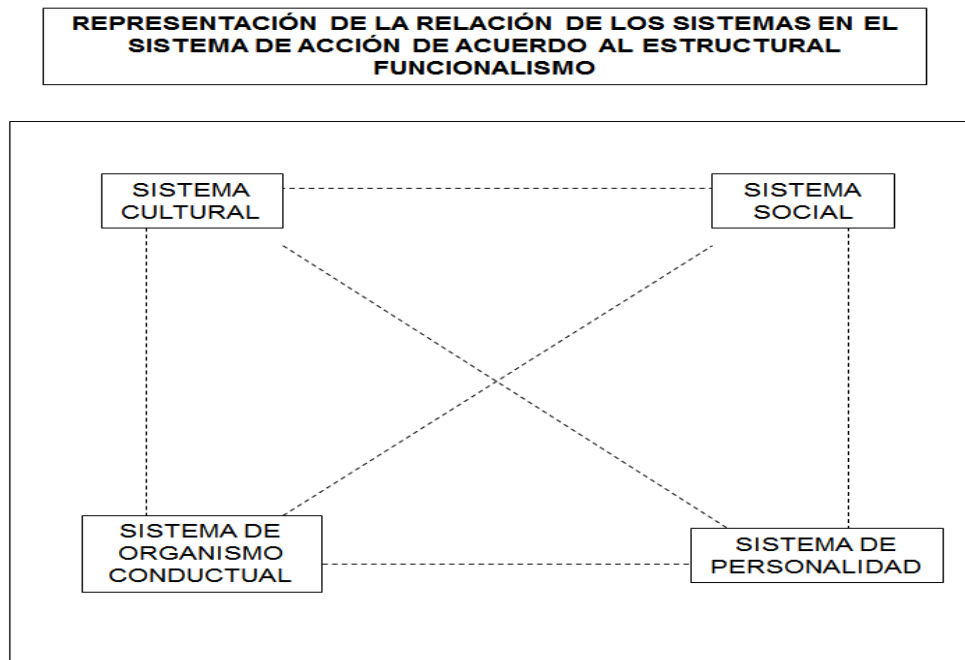 REPRESENTACIÓN DE LA RELACIÓN DE LOS SISTEMAS EN EL
SISTEMA DE ACCIÓN DE ACUERDO AL ESTRUCTURAL
FUNCIONALISMO
SISTEMA
CULTURAL
SISTEMA
SOCIAL
SISTEMA DE
ORGANISMO
CONDUCTUAL
SISTEMA DE
PERSONALIDAD